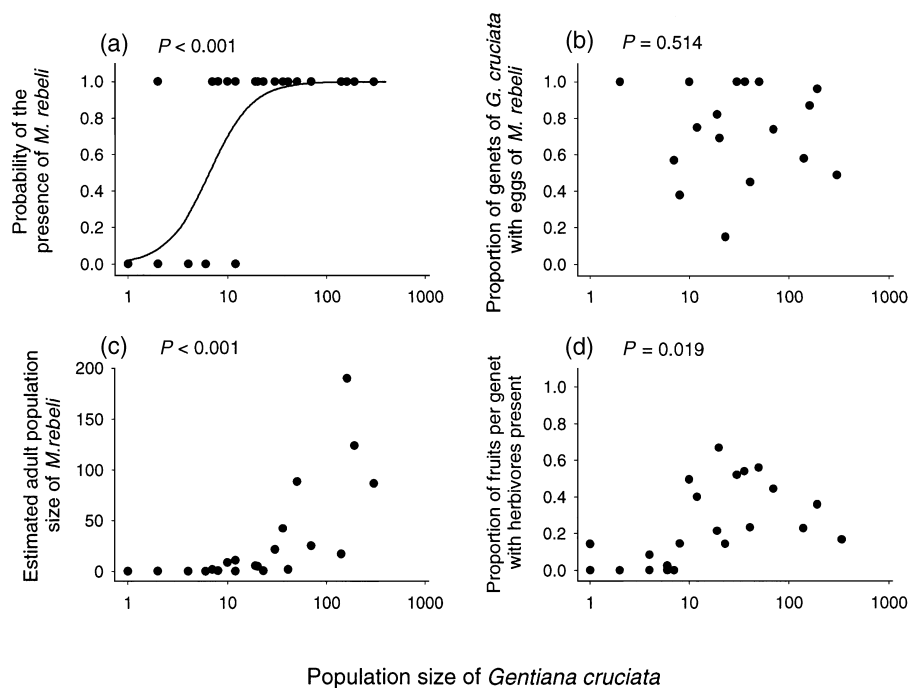 (a) P < 0.001
Probability of the
presence of M. rebeli
1.0
0.8
0.6
0.4
0.2
0.0
1 10 100 1000
(b) P = 0.514
Proportion of genets of G. cruciata
with eggs of M. rebeli
1.0
0.8
0.6
0.4
0.2
0.0
1 10 100 1000
(c) P < 0.001
Estimated adult population
size of M.rebeli
200
150
100
50
0
1 10 100 1000
(d) P = 0.019
Proportion of fruits per genet
with herbivores present
1.0
0.8
0.6
0.4
0.2
0.0
1 10 100 1000
Population size of Gentiana cruciata